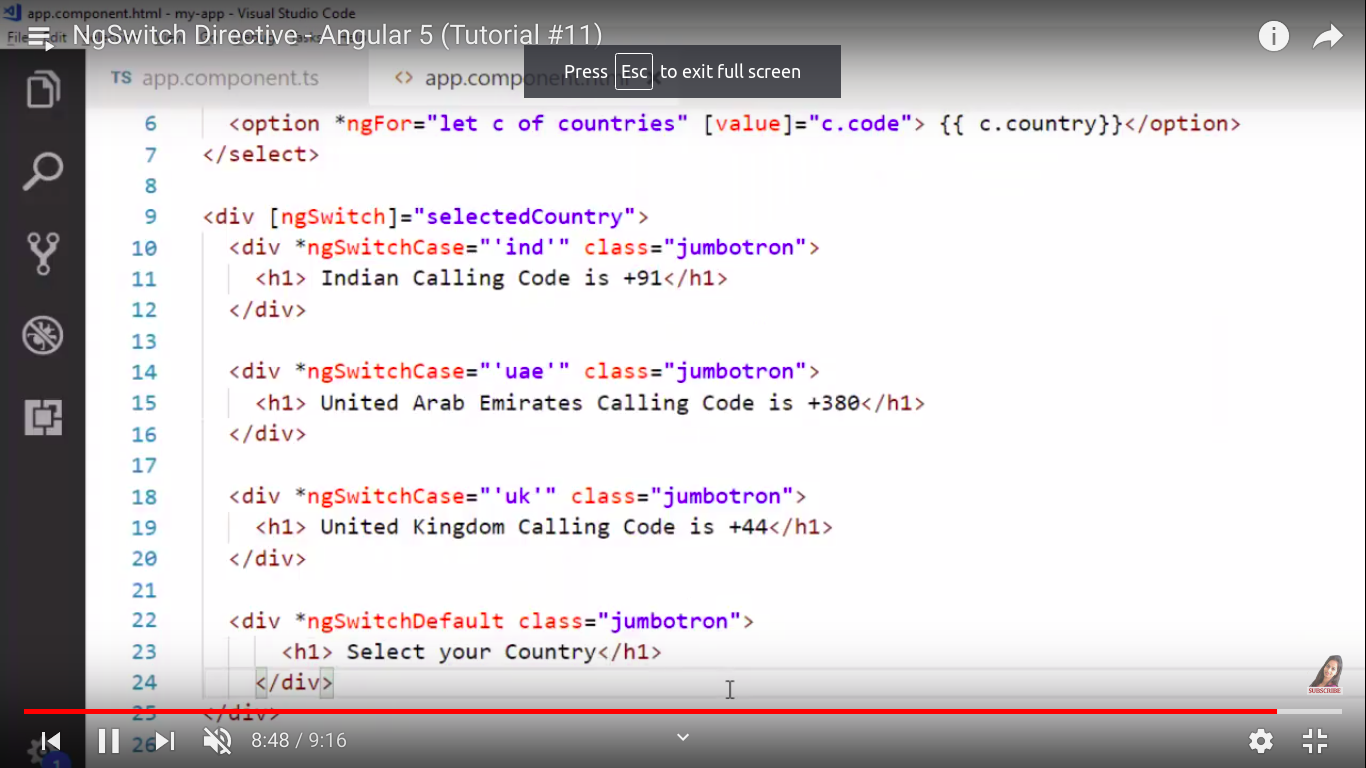 app.component.html - my-app - Visual Studio Code
NgSwitch Directive - Angular 5 (Tutorial #11)
Press Esc to exit full screen
TS app.component.ts
<> app.component.html
6 <option *ngFor="let c of countries" [value]="c.code"> {{ c.country}}</option>
7 </select>
8
9 <div [ngSwitch]="selectedCountry">
10 <div *ngSwitchCase="'ind'" class="jumbotron">
11 <h1> Indian Calling Code is +91</h1>
12 </div>
13
14 <div *ngSwitchCase="'uae'" class="jumbotron">
15 <h1> United Arab Emirates Calling Code is +380</h1>
16 </div>
17
18 <div *ngSwitchCase="'uk'" class="jumbotron">
19 <h1> United Kingdom Calling Code is +44</h1>
20 </div>
21
22 <div *ngSwitchDefault class="jumbotron">
23 <h1> Select your Country</h1>
24 </div>
25 </div>
26
SUBSCRIBE
8:48 / 9:16
1